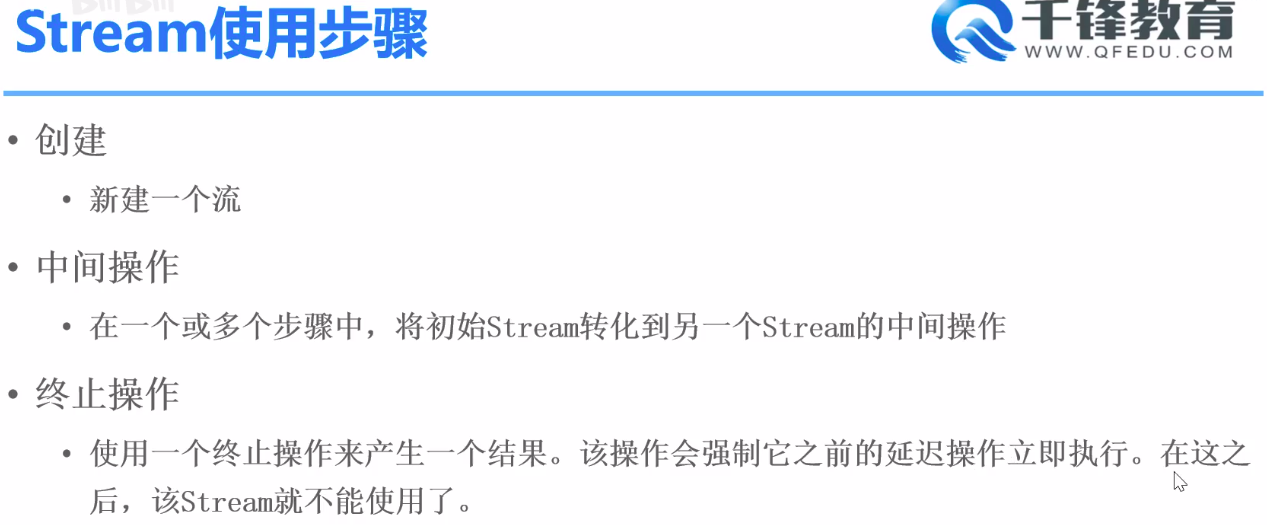 Stream使用步骤
千锋教育
WWW.QFEDU.COM
• 创建
• 新建一个流
• 中间操作
• 在一个或多个步骤中，将初始Stream转化到另一个Stream的中间操作
• 终止操作
• 使用一个终止操作来产生一个结果。该操作会强制它之前的延迟操作立即执行。在这之
后，该Stream就不能使用了。